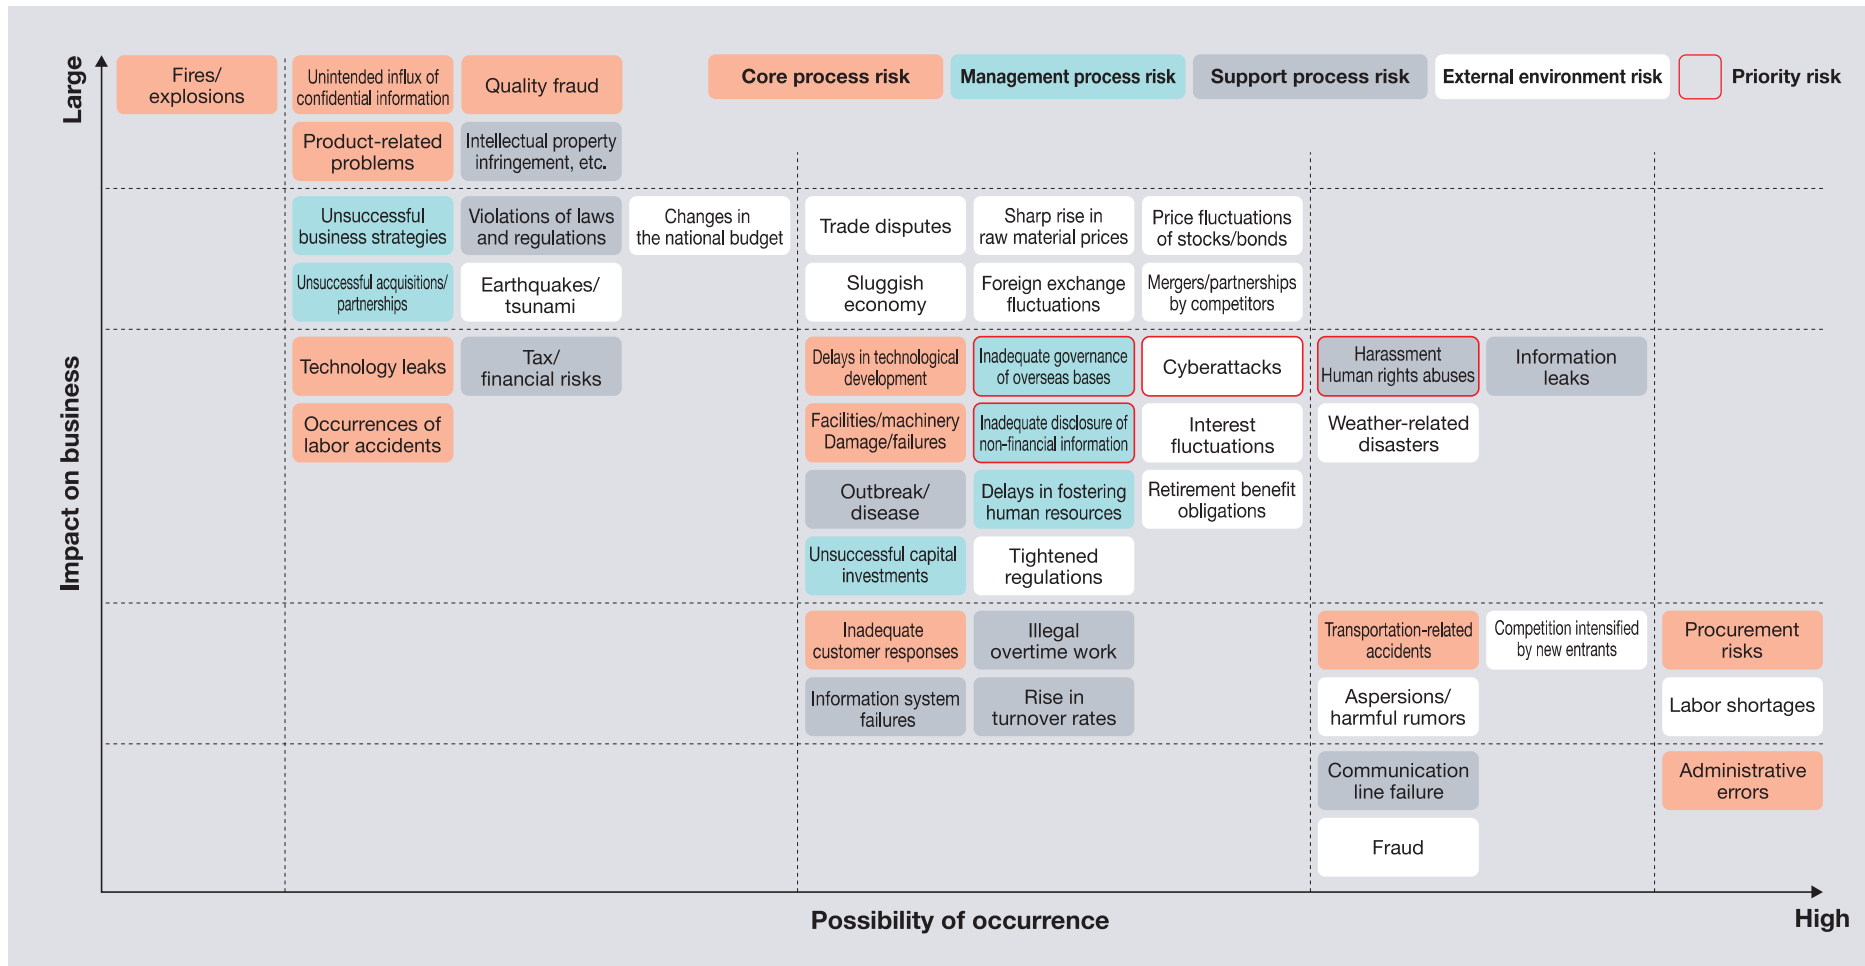 Large
Impact on business
Core process risk
Management process risk
Support process risk
External environment risk
Priority risk
Fires/
explosions
Unintended influx of
confidential information
Quality fraud
Product-related
problems
Intellectual property
infringement, etc.
Unsuccessful
business strategies
Violations of laws
and regulations
Changes in
the national budget
Trade disputes
Sharp rise in
raw material prices
Price fluctuations
of stocks/bonds
Unsuccessful acquisitions/
partnerships
Earthquakes/
tsunami
Sluggish
economy
Foreign exchange
fluctuations
Mergers/partnerships
by competitors
Technology leaks
Tax/
financial risks
Delays in technological
development
Inadequate governance
of overseas bases
Cyberattacks
Harassment
Human rights abuses
Information
leaks
Occurrences of
labor accidents
Facilities/machinery
Damage/failures
Inadequate disclosure of
non-financial information
Interest
fluctuations
Weather-related
disasters
Outbreak/
disease
Delays in fostering
human resources
Retirement benefit
obligations
Unsuccessful capital
investments
Tightened
regulations
Inadequate
customer responses
Illegal
overtime work
Transportation-related
accidents
Competition intensified
by new entrants
Procurement
risks
Information system
failures
Rise in
turnover rates
Aspersions/
harmful rumors
Labor shortages
Communication
line failure
Administrative
errors
Fraud
Possibility of occurrence
High